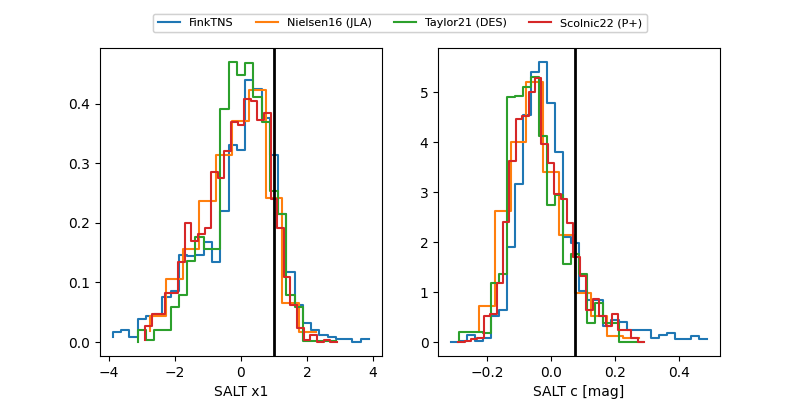 FinkTNS Nielsen16 (JLA) Taylor21 (DES) Scolnic22 (P+)
0.4
0.3
0.2
0.1
0.0
−4 −2 0 2 4
SALT x1
5
4
3
2
1
0
−0.2 0.0 0.2 0.4
SALT c [mag]